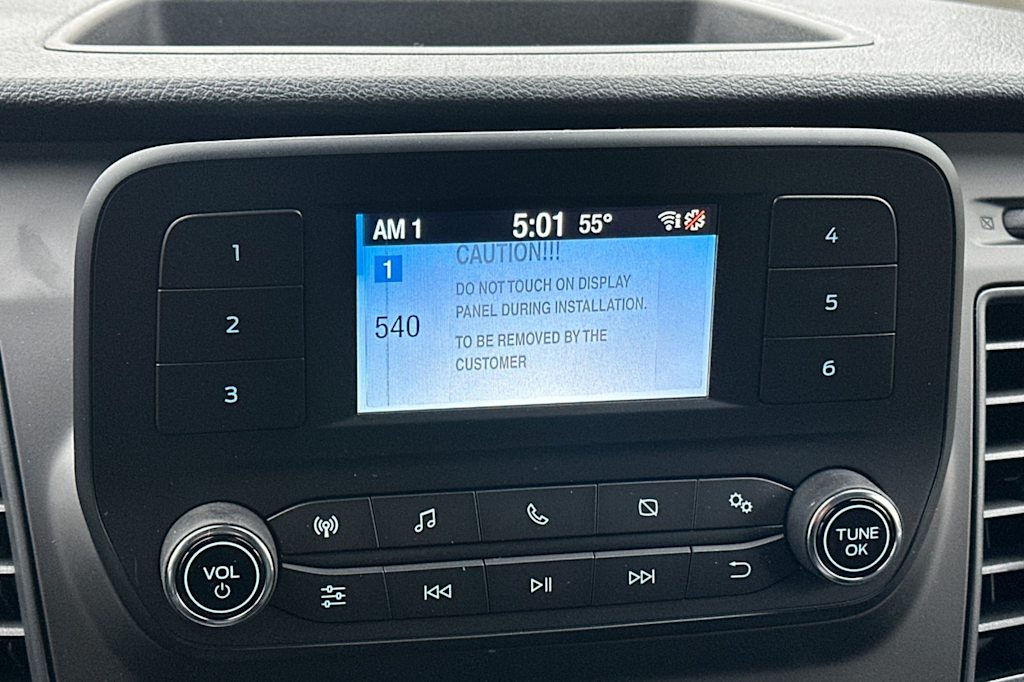 AM 1 5:01 55°
1
540
CAUTION!!!
DO NOT TOUCH ON DISPLAY
PANEL DURING INSTALLATION.
TO BE REMOVED BY THE
CUSTOMER
1
2
3
4
5
6
VOL
TUNE
OK